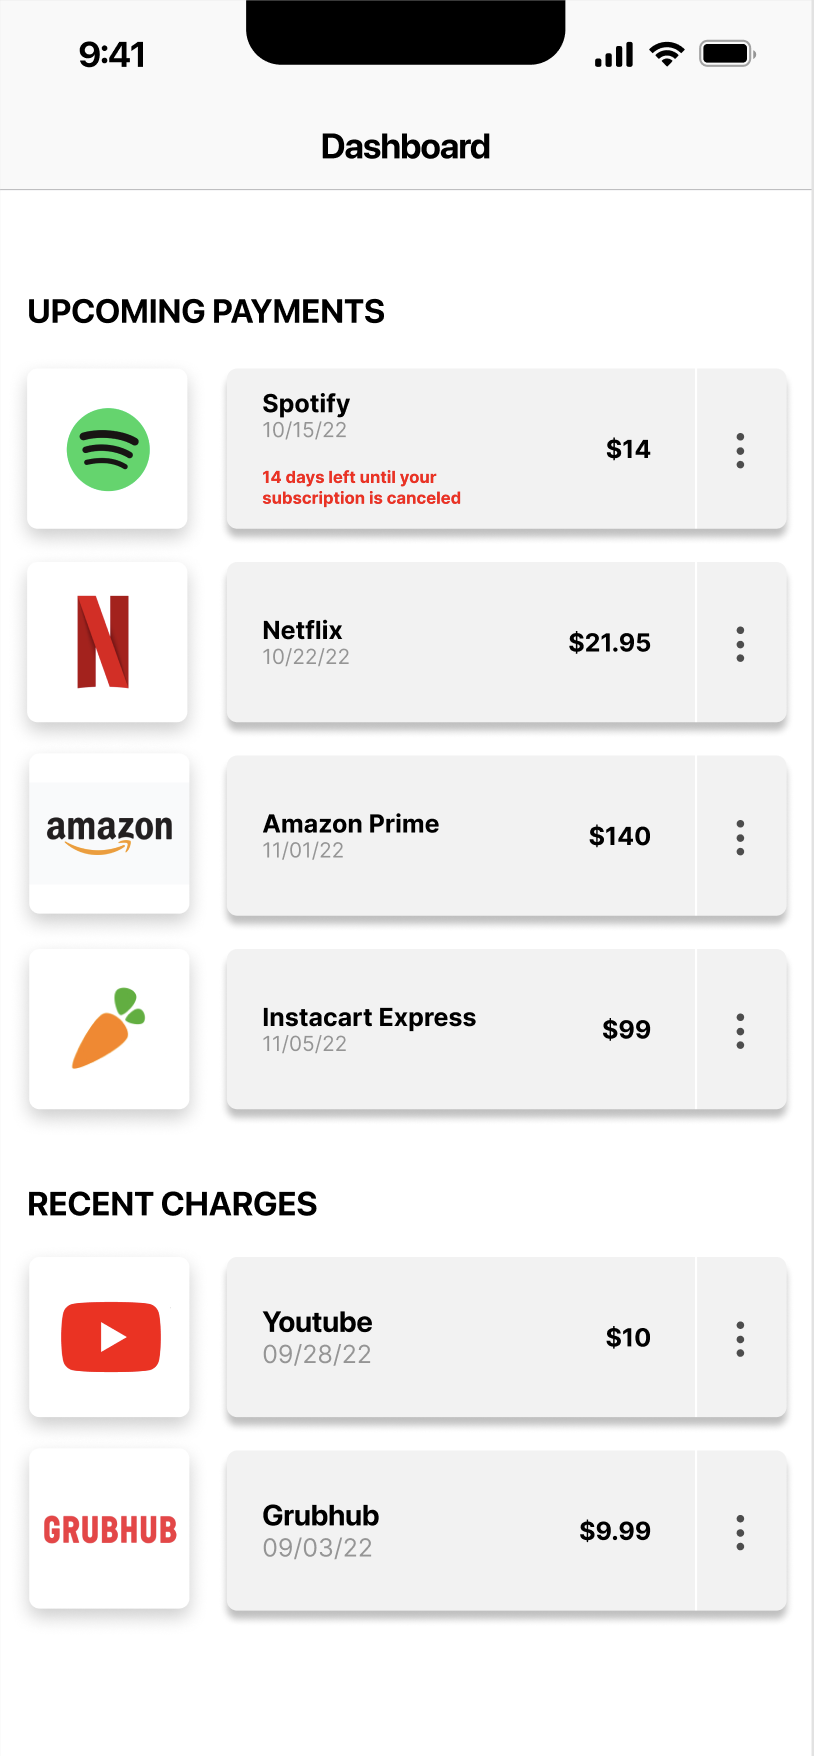 9:41
Dashboard
UPCOMING PAYMENTS
Spotify
10/15/22
$14
14 days left until your
subscription is canceled
Netflix
10/22/22
$21.95
amazon
Amazon Prime
11/01/22
$140
Instacart Express
11/05/22
$99
RECENT CHARGES
Youtube
09/28/22
$10
GRUBHUB
Grubhub
09/03/22
$9.99